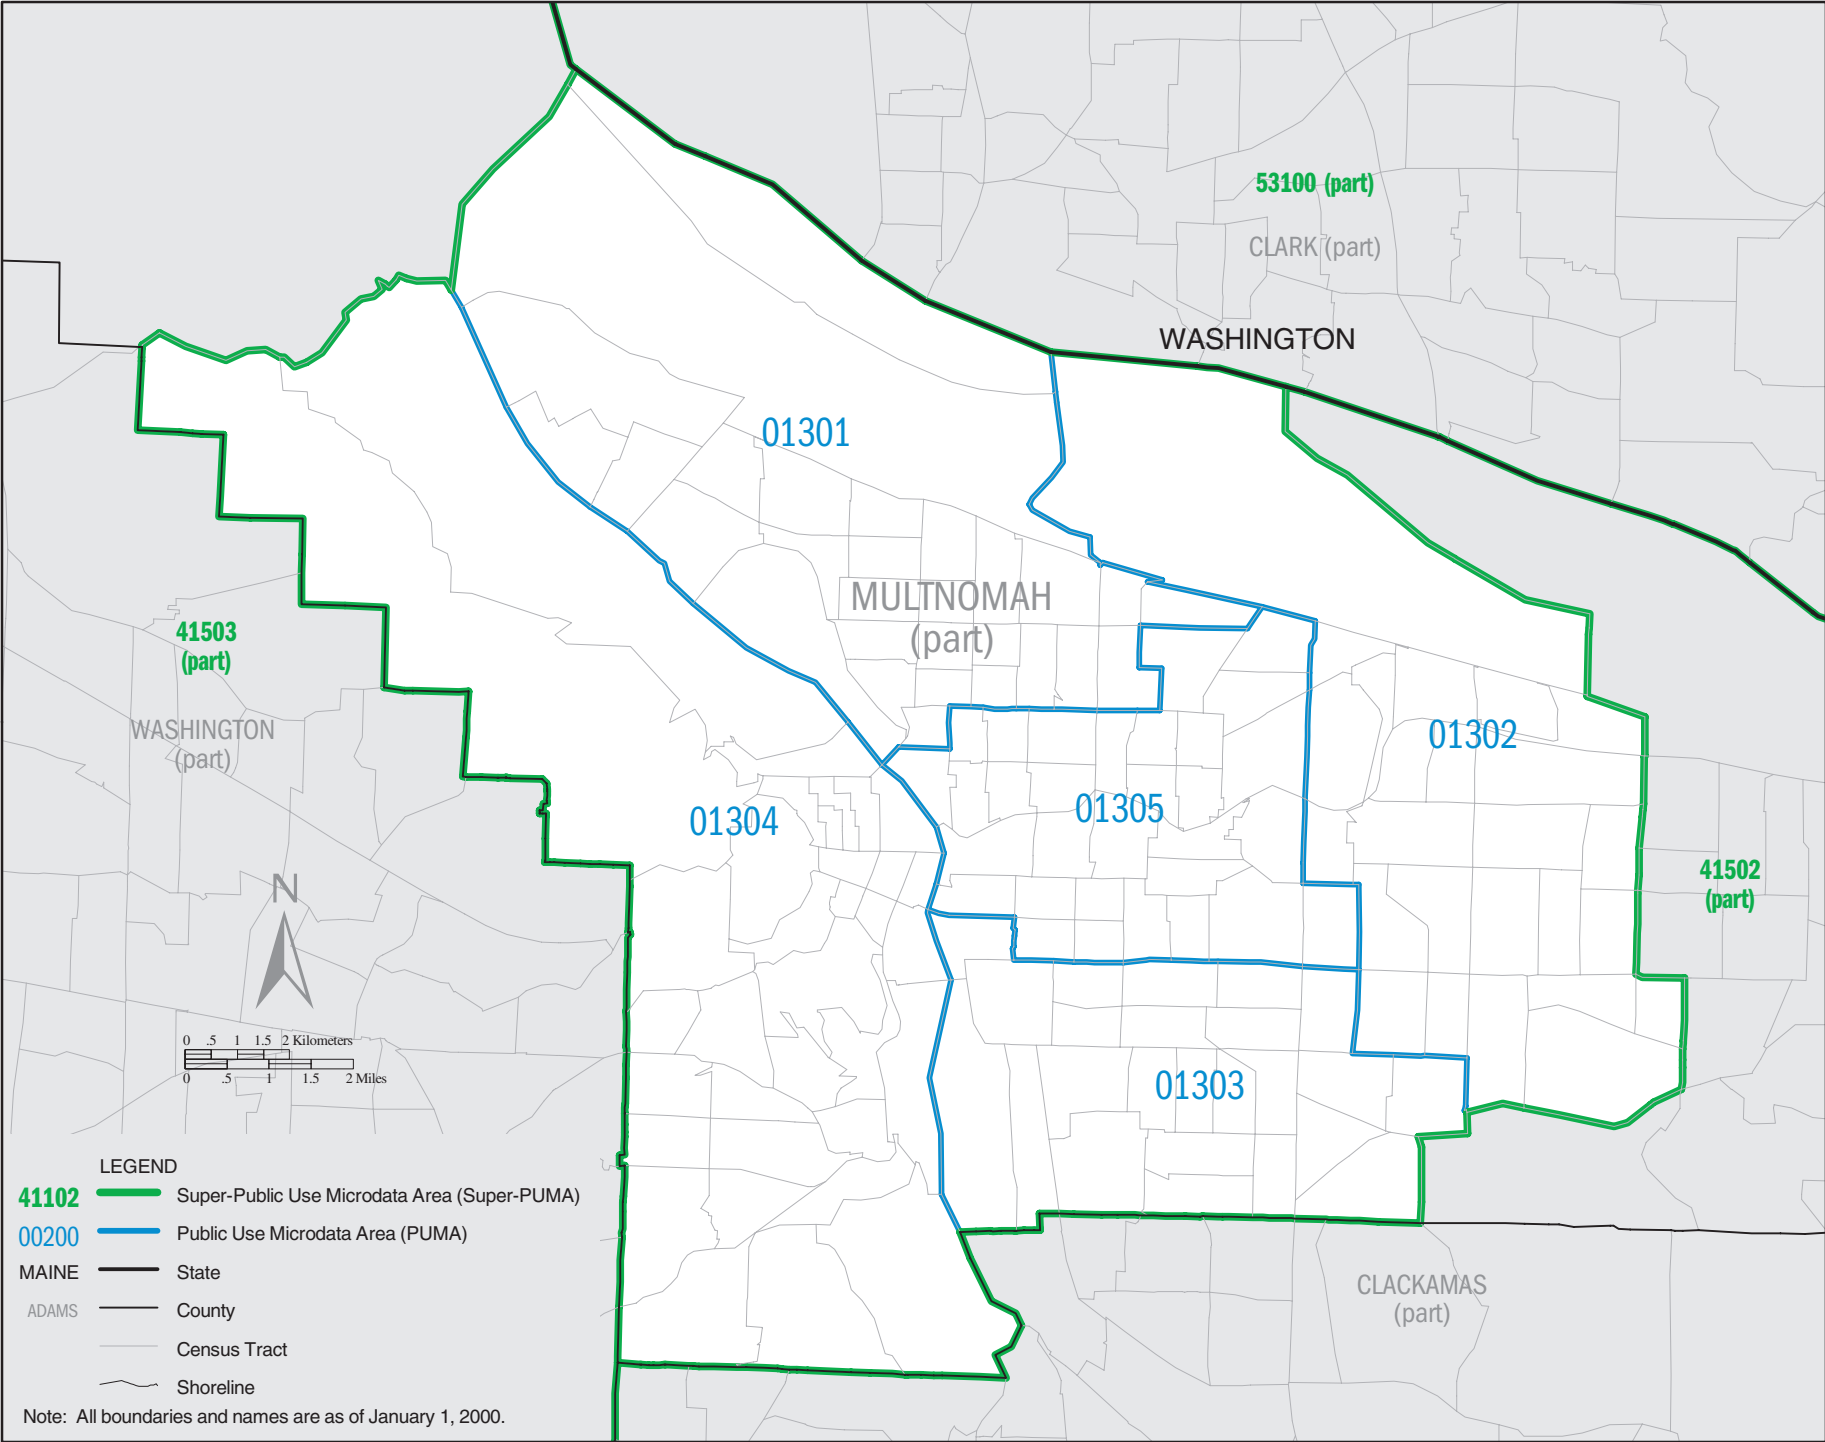 53100 (part)
CLARK (part)
WASHINGTON
01301
MULTNOMAH
(part)
41503
(part)
WASHINGTON
(part)
01302
01304
01305
41502
(part)
N
0 .5 1 1.5 2 Kilometers
0 .5 1 1.5 2 Miles
01303
CLACKAMAS
(part)
LEGEND
41102 Super-Public Use Microdata Area (Super-PUMA)
00200 Public Use Microdata Area (PUMA)
MAINE State
ADAMS County
Census Tract
Shoreline
Note: All boundaries and names are as of January 1, 2000.